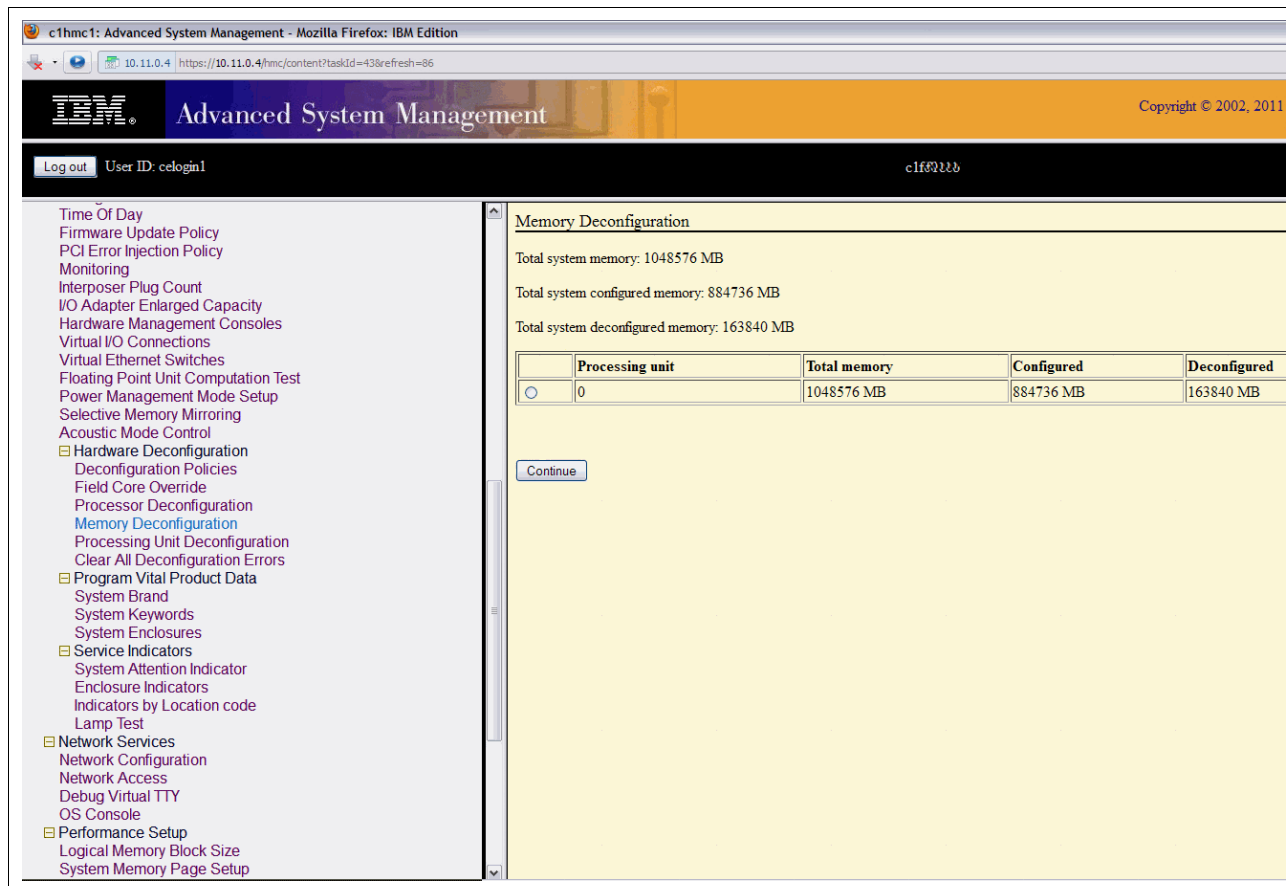 c1hmc1: Advanced System Management - Mozilla Firefox: IBM Edition
10.11.0.4 https://10.11.0.4/hmc/content?taskId=43&refresh=86
IBM. Advanced System Management
Copyright © 2002, 2011
Log out User ID: celogin1
Time Of Day
Firmware Update Policy
PCI Error Injection Policy
Monitoring
Interposer Plug Count
I/O Adapter Enlarged Capacity
Hardware Management Consoles
Virtual I/O Connections
Virtual Ethernet Switches
Floating Point Unit Computation Test
Power Management Mode Setup
Selective Memory Mirroring
Acoustic Mode Control
Hardware Deconfiguration
Deconfiguration Policies
Field Core Override
Processor Deconfiguration
Memory Deconfiguration
Processing Unit Deconfiguration
Clear All Deconfiguration Errors
Program Vital Product Data
System Brand
System Keywords
System Enclosures
Service Indicators
System Attention Indicator
Enclosure Indicators
Indicators by Location code
Lamp Test
Network Services
Network Configuration
Network Access
Debug Virtual TTY
OS Console
Performance Setup
Logical Memory Block Size
System Memory Page Setup
Memory Deconfiguration
Total system memory: 1048576 MB
Total system configured memory: 884736 MB
Total system deconfigured memory: 163840 MB
Processing unit Total memory Configured Deconfigured
0 1048576 MB 884736 MB 163840 MB
Continue